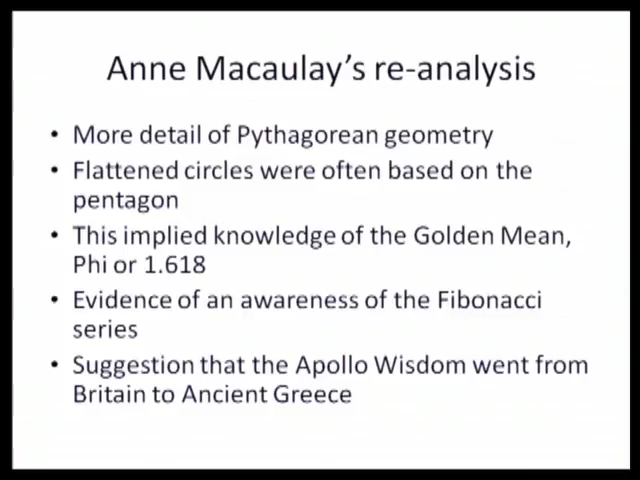 Anne Macaulay's re-analysis
• More detail of Pythagorean geometry
• Flattened circles were often based on the
pentagon
• This implied knowledge of the Golden Mean,
Phi or 1.618
• Evidence of an awareness of the Fibonacci
series
• Suggestion that the Apollo Wisdom went from
Britain to Ancient Greece